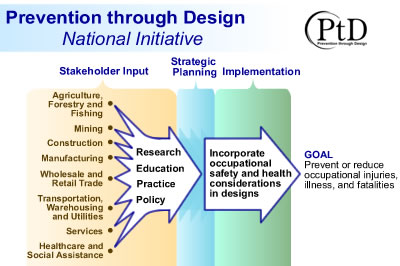 Prevention through Design
National Initiative
PtD
Prevention through Design
Stakeholder Input
Strategic
Planning
Implementation
Agriculture,
Forestry and
Fishing
Mining
Construction
Manufacturing
Wholesale and
Retail Trade
Transportation,
Warehousing
and Utilities
Services
Healthcare and
Social Assistance
Research
Education
Practice
Policy
Incorporate
occupational
safety and health
considerations
in designs
GOAL
Prevent or reduce
occupational injuries,
illness, and fatalities